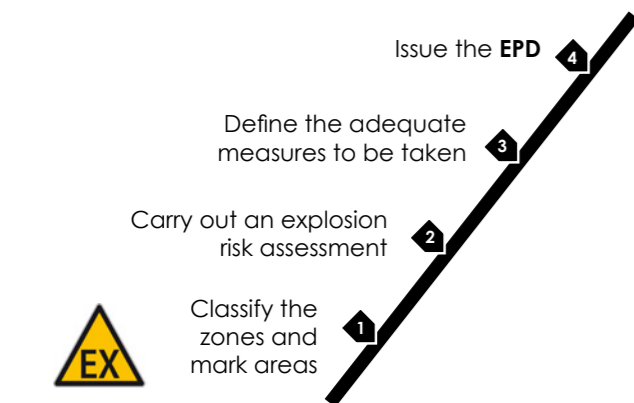 Issue the EPD
4
Define the adequate
measures to be taken
3
Carry out an explosion
risk assessment
2
Classify the
zones and
mark areas
1
EX